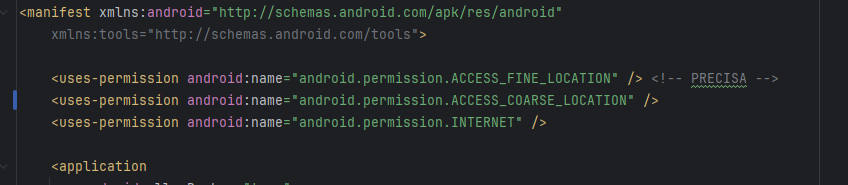 <manifest xmlns:android="http://schemas.android.com/apk/res/android"
xmlns:tools="http://schemas.android.com/tools">
<uses-permission android:name="android.permission.ACCESS_FINE_LOCATION" /> <!-- PRECISA -->
<uses-permission android:name="android.permission.ACCESS_COARSE_LOCATION" />
<uses-permission android:name="android.permission.INTERNET" />
<application